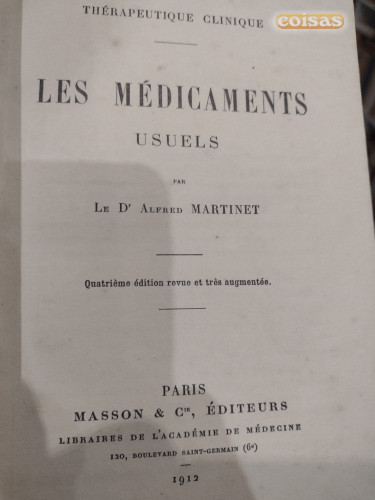 THÉRAPEUTIQUE CLINIQUE
coisas
LES MÉDICAMENTS
USUELS
PAR
LE Dr ALFRED MARTINET
Quatrième édition revue et très augmentée.
PARIS
MASSON & Cie, ÉDITEURS
LIBRAIRES DE L'ACADÉMIE DE MÉDECINE
120, BOULEVARD SAINT-GERMAIN (6e)
1912